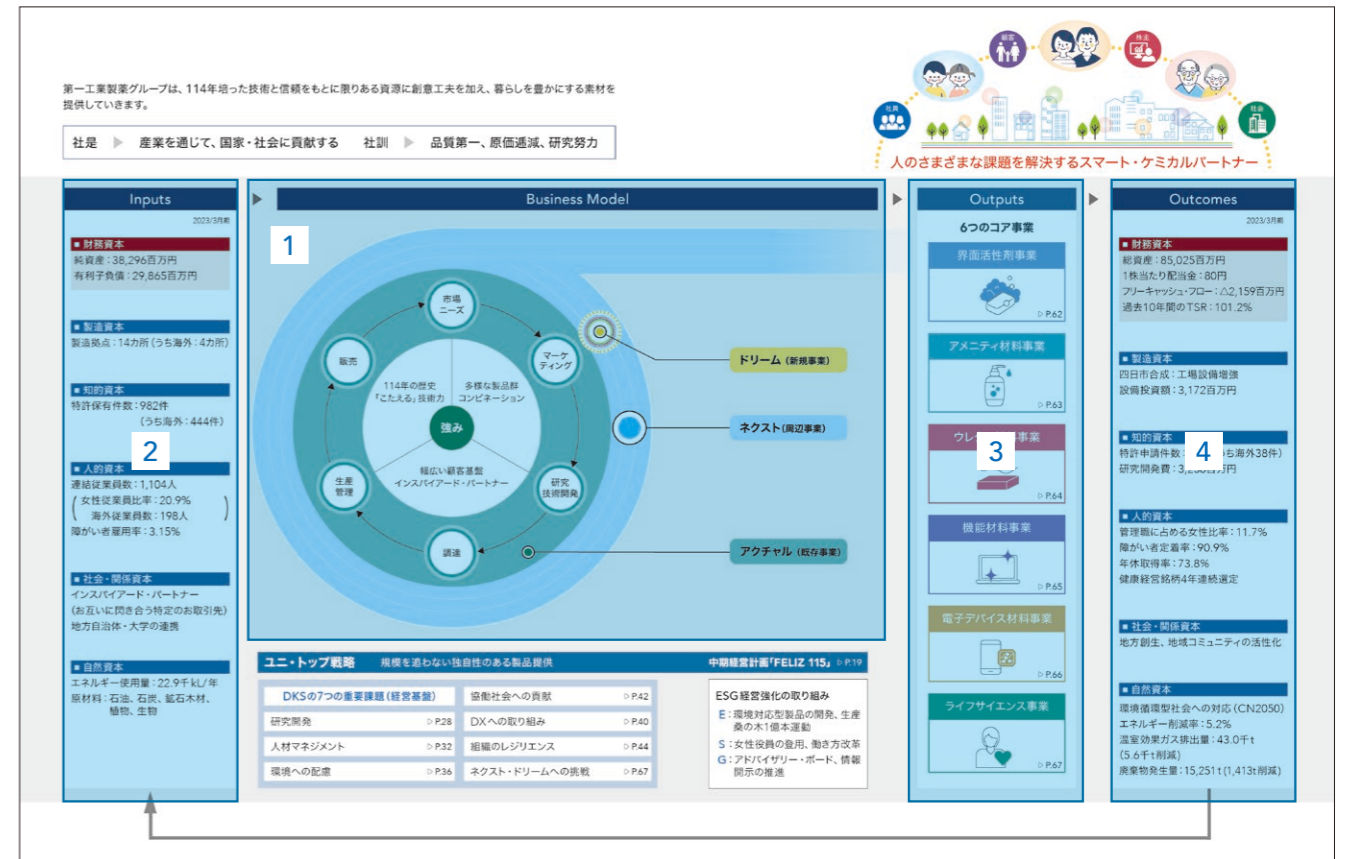 第一工業製薬グループは、114年培った技術と信頼をもとに限りある資源に創意工夫を加え、暮らしを豊かにする素材を
提供していきます。
社是 ▶ 産業を通じて、国家・社会に貢献する 社訓 ▶ 品質第一、原価逓減、研究努力
社員
顧客
株主
社会
人のさまざまな課題を解決するスマート・ケミカルパートナー
Inputs
2023/3月期
■ 財務資本
純資産：38,296百万円
有利子負債：29,865百万円
■ 製造資本
製造拠点：14カ所（うち海外：4カ所）
■ 知的資本
特許保有件数：982件
（うち海外：444件）
2
■ 人的資本
連結従業員数：1,104人
女性従業員比率：20.9%
海外従業員数：198人
障がい者雇用率：3.15%
■ 社会・関係資本
インスパイアード・パートナー
（お互いに閃き合う特定のお取引先）
地方自治体・大学の連携
■ 自然資本
エネルギー使用量：22.9千kL/年
原材料：石油、石炭、鉱石木材、
植物、生物
Business Model
1
市場
ニーズ
マーケ
ティング
研究
技術開発
調達
生産
管理
販売
114年の歴史
「こたえる」技術力
多様な製品群
コンビネーション
強み
幅広い顧客基盤
インスパイアード・パートナー
ドリーム（新規事業）
ネクスト（周辺事業）
アクチャル（既存事業）
ユニ・トップ戦略 規模を追わない独自性のある製品提供
中期経営計画「FELIZ 115」 ▷P.19
DKSの7つの重要課題（経営基盤）
協働社会への貢献 ▷P.42
研究開発 ▷P.28
DXへの取り組み ▷P.40
人材マネジメント ▷P.32
組織のレジリエンス ▷P.44
環境への配慮 ▷P.36
ネクスト・ドリームへの挑戦 ▷P.67
ESG経営強化の取り組み
E：環境対応型製品の開発、生産
桑の木1億本運動
S：女性役員の登用、働き方改革
G：アドバイザリー・ボード、情報
開示の推進
Outputs
6つのコア事業
界面活性剤事業
▷P.62
アメニティ材料事業
▷P.63
ウレ
事業
3
▷P.64
機能材料事業
▷P.65
電子デバイス材料事業
▷P.66
ライフサイエンス事業
▷P.67
Outcomes
2023/3月期
■ 財務資本
総資産：85,025百万円
1株当たり配当金：80円
フリーキャッシュ・フロー：△2,159百万円
過去10年間のTSR：101.2%
■ 製造資本
四日市合成：工場設備増強
設備投資額：3,172百万円
■ 知的資本
特許申請件数
ち海外38件）
4
研究開発費
万円
■ 人的資本
管理職に占める女性比率：11.7%
障がい者定着率：90.9%
年休取得率：73.8%
健康経営銘柄4年連続選定
■ 社会・関係資本
地方創生、地域コミュニティの活性化
■ 自然資本
環境循環型社会への対応（CN2050）
エネルギー削減率：5.2%
温室効果ガス排出量：43.0千t
(5.6千t削減)
廃棄物発生量：15,251t(1,413t削減)